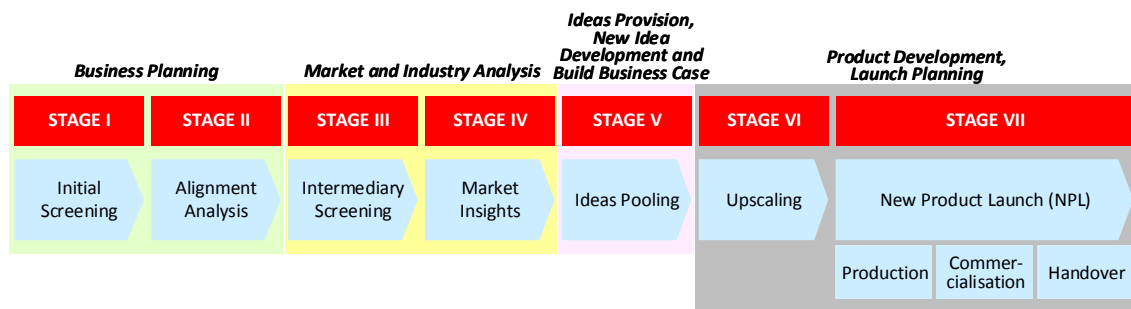 Business Planning
Market and Industry Analysis
Ideas Provision,
New Idea
Development and
Build Business Case
Product Development,
Launch Planning
STAGE I
STAGE II
STAGE III
STAGE IV
STAGE V
STAGE VI
STAGE VII
Initial
Screening
Alignment
Analysis
Intermediary
Screening
Market
Insights
Ideas Pooling
Upscaling
New Product Launch (NPL)
Production
Commer-
cialisation
Handover